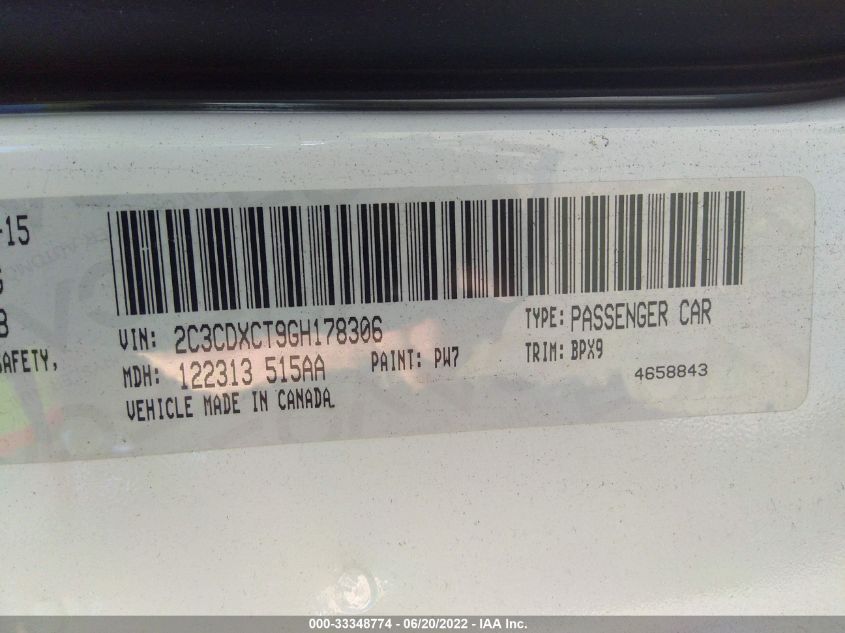 -15
VIN: 2C3CDXCT9GH178306
TYPE: PASSENGER CAR
SAFETY,
MDH: 122313 515AA
PAINT: PW7
TRIM: BPX9
4658843
VEHICLE MADE IN CANADA
000-33348774 - 06/20/2022 - IAA Inc.